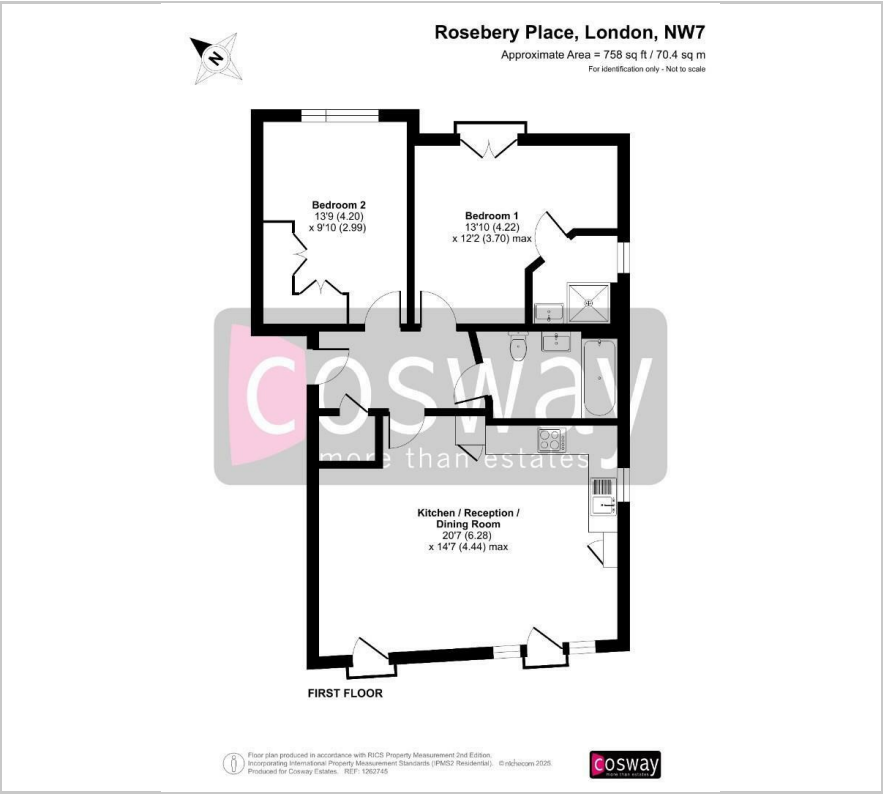 Rosebery Place, London, NW7
Approximate Area = 758 sq ft / 70.4 sq m
For identification only - Not to scale
N
Bedroom 2
13'9 (4.20)
x 9'10 (2.99)
Bedroom 1
13'10 (4.22)
x 12'2 (3.70) max
cosway
more than estates
Kitchen / Reception /
Dining Room
20'7 (6.28)
x 14'7 (4.44) max
FIRST FLOOR
Floor plan produced in accordance with RICS Property Measurement 2nd Edition,
Incorporating International Property Measurement Standards (IPMS2 Residential). © nichecom 2025.
Produced for Cosway Estates. REF: 1262745
cosway
more than estates